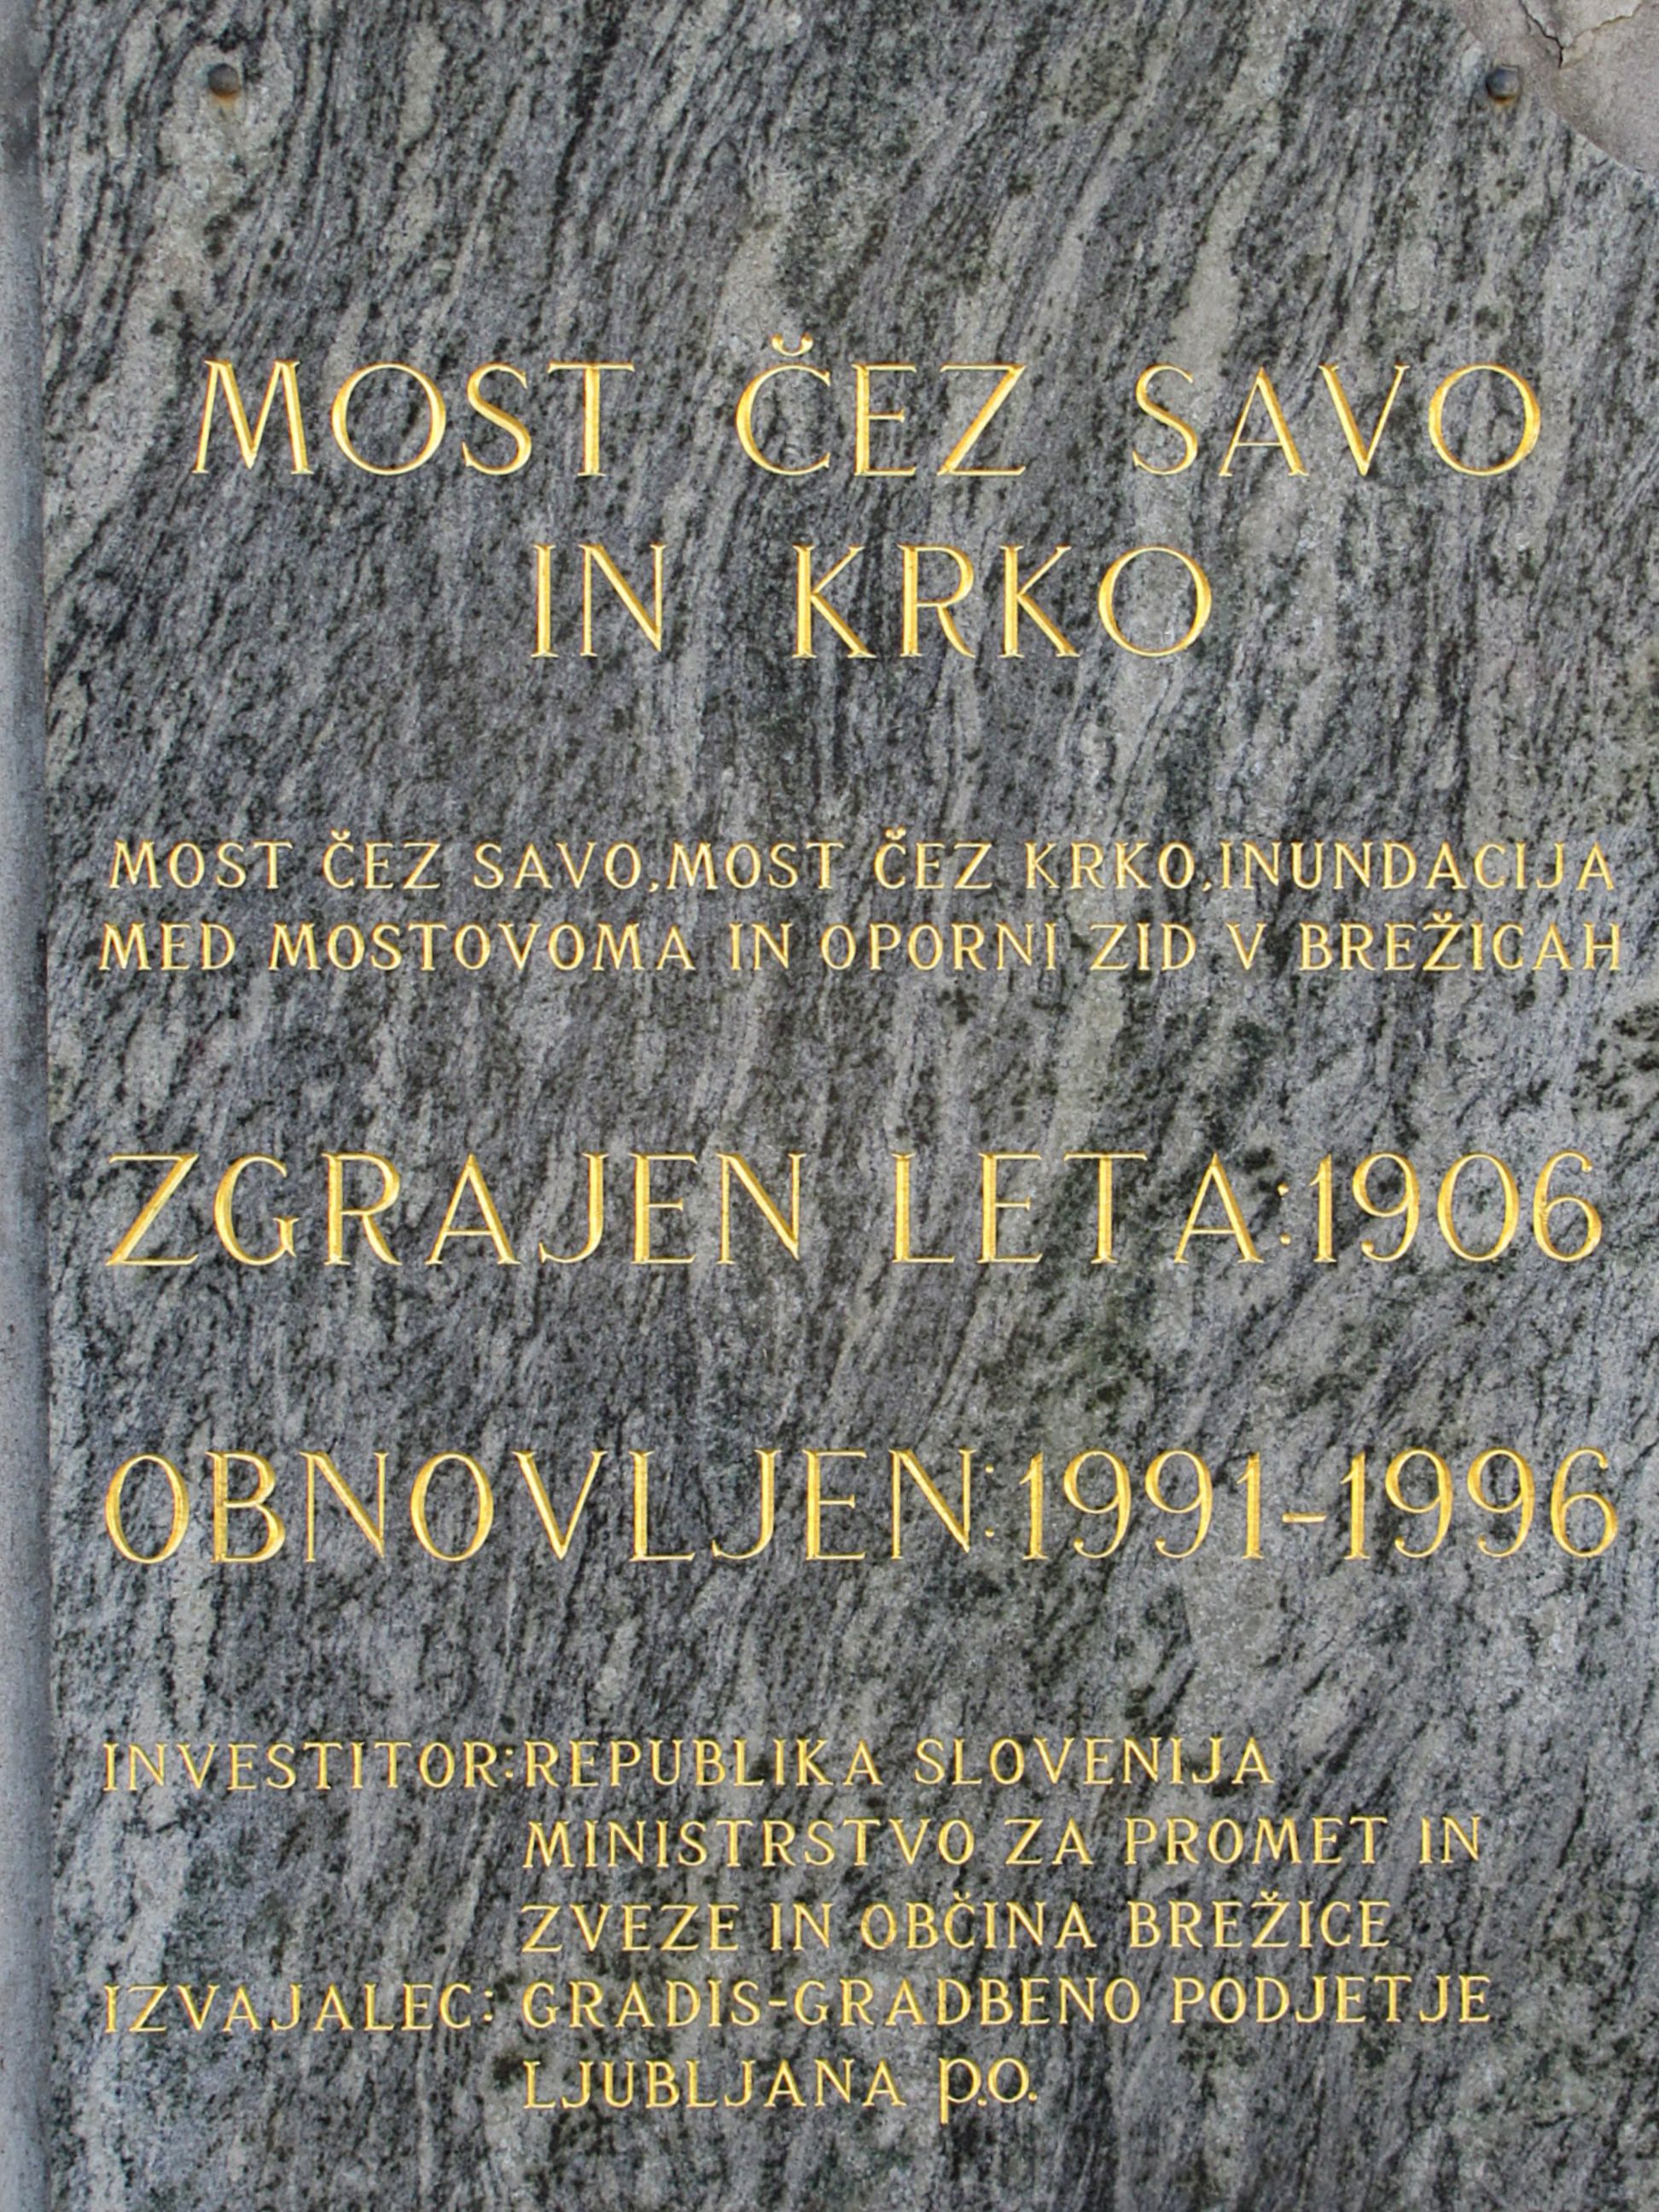 MOST ČEZ SAVO
IN KRKO
MOST ČEZ SAVO,MOST ČEZ KRKO,INUNDACIJA
MED MOSTOVOMA IN OPORNI ZID V BREŽICAH
ZGRAJEN LETA:1906
OBNOVLJEN:1991-1996
INVESTITOR:REPUBLIKA SLOVENIJA
MINISTRSTVO ZA PROMET IN
ZVEZE IN OBČINA BREŽICE
IZVAJALEC: GRADIS-GRADBENO PODJETJE
LJUBLJANA p.o.